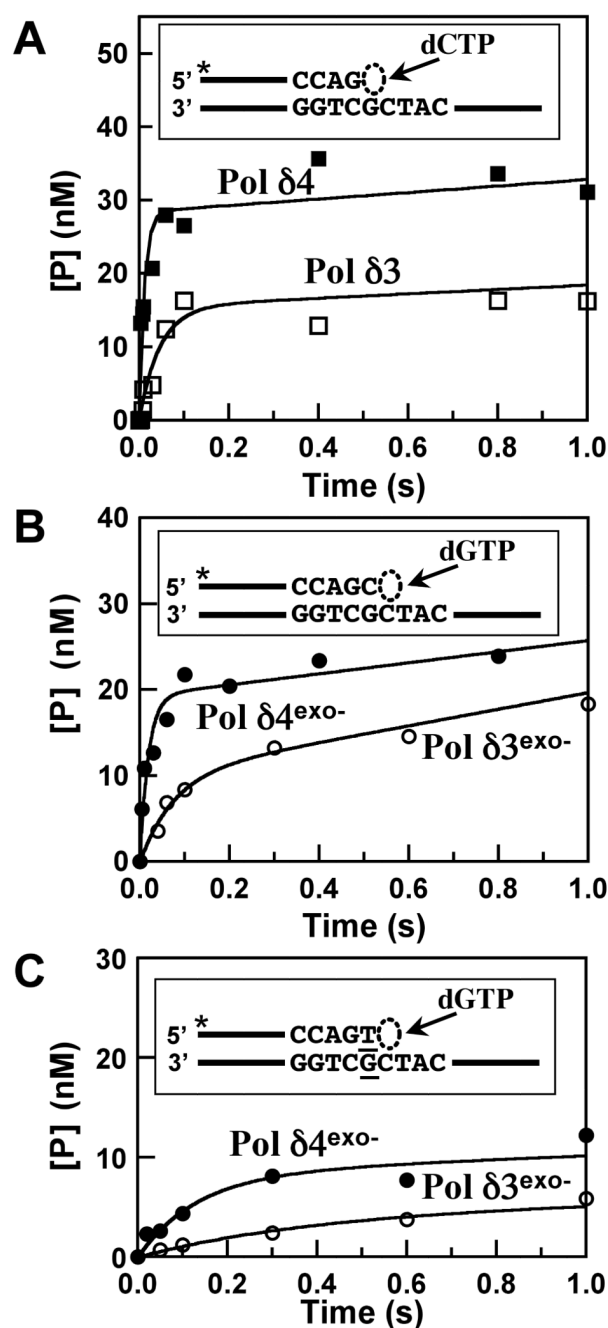 A
dCTP
*
5’ CCAG
3’ GGTCGCTAC
Pol δ4
Pol δ3
[P] (nM)
50
40
30
20
10
0
0.0 0.2 0.4 0.6 0.8 1.0
Time (s)
B
dGTP
*
5’ CCAGC
3’ GGTCGCTAC
Pol δ4exo-
Pol δ3exo-
[P] (nM)
40
30
20
10
0
0.0 0.2 0.4 0.6 0.8 1.0
Time (s)
C
dGTP
*
5’ CCAGT
3’ GGTCGCTAC
Pol δ4exo-
Pol δ3exo-
[P] (nM)
30
20
10
0
0.0 0.2 0.4 0.6 0.8 1.0
Time (s)